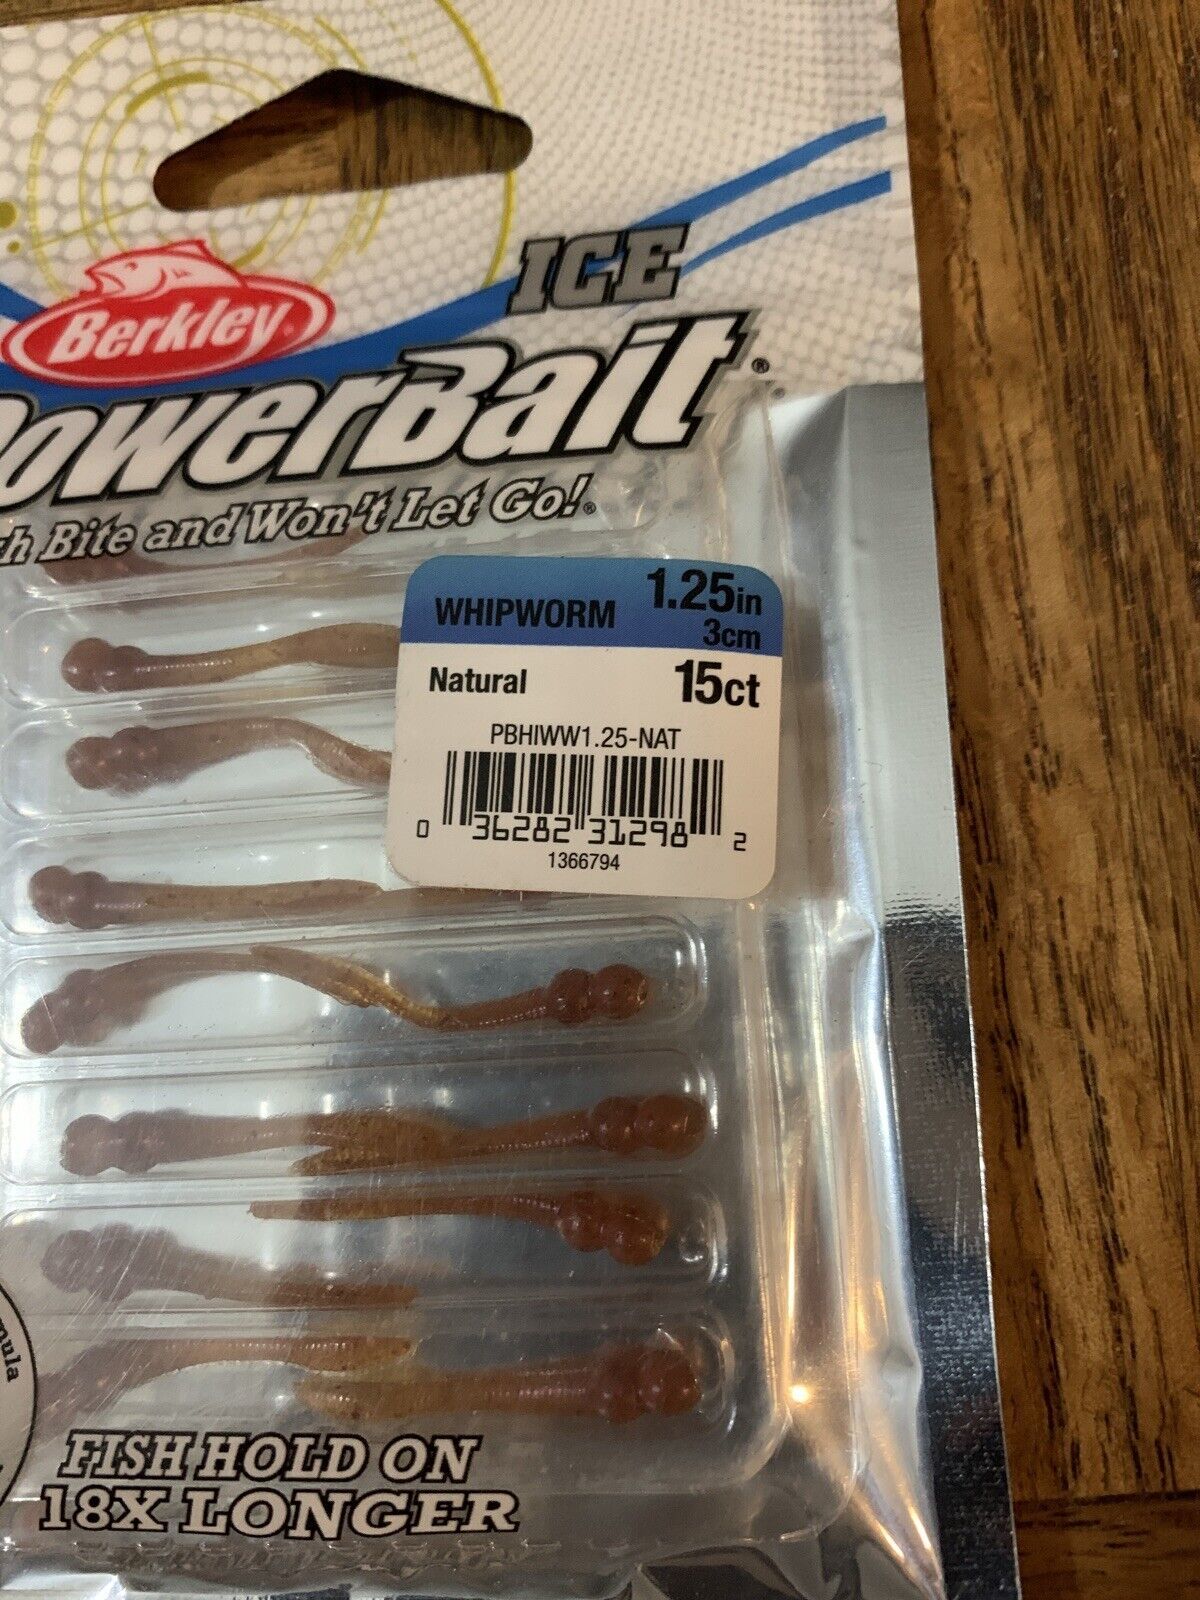 ICE
Berkley
PowerBait®
Bite and Won't Let Go!®
WHIPWORM
1.25in
3cm
Natural
15ct
PBHIWW1.25-NAT
0 36282 31298 2
1366794
FISH HOLD ON
18X LONGER